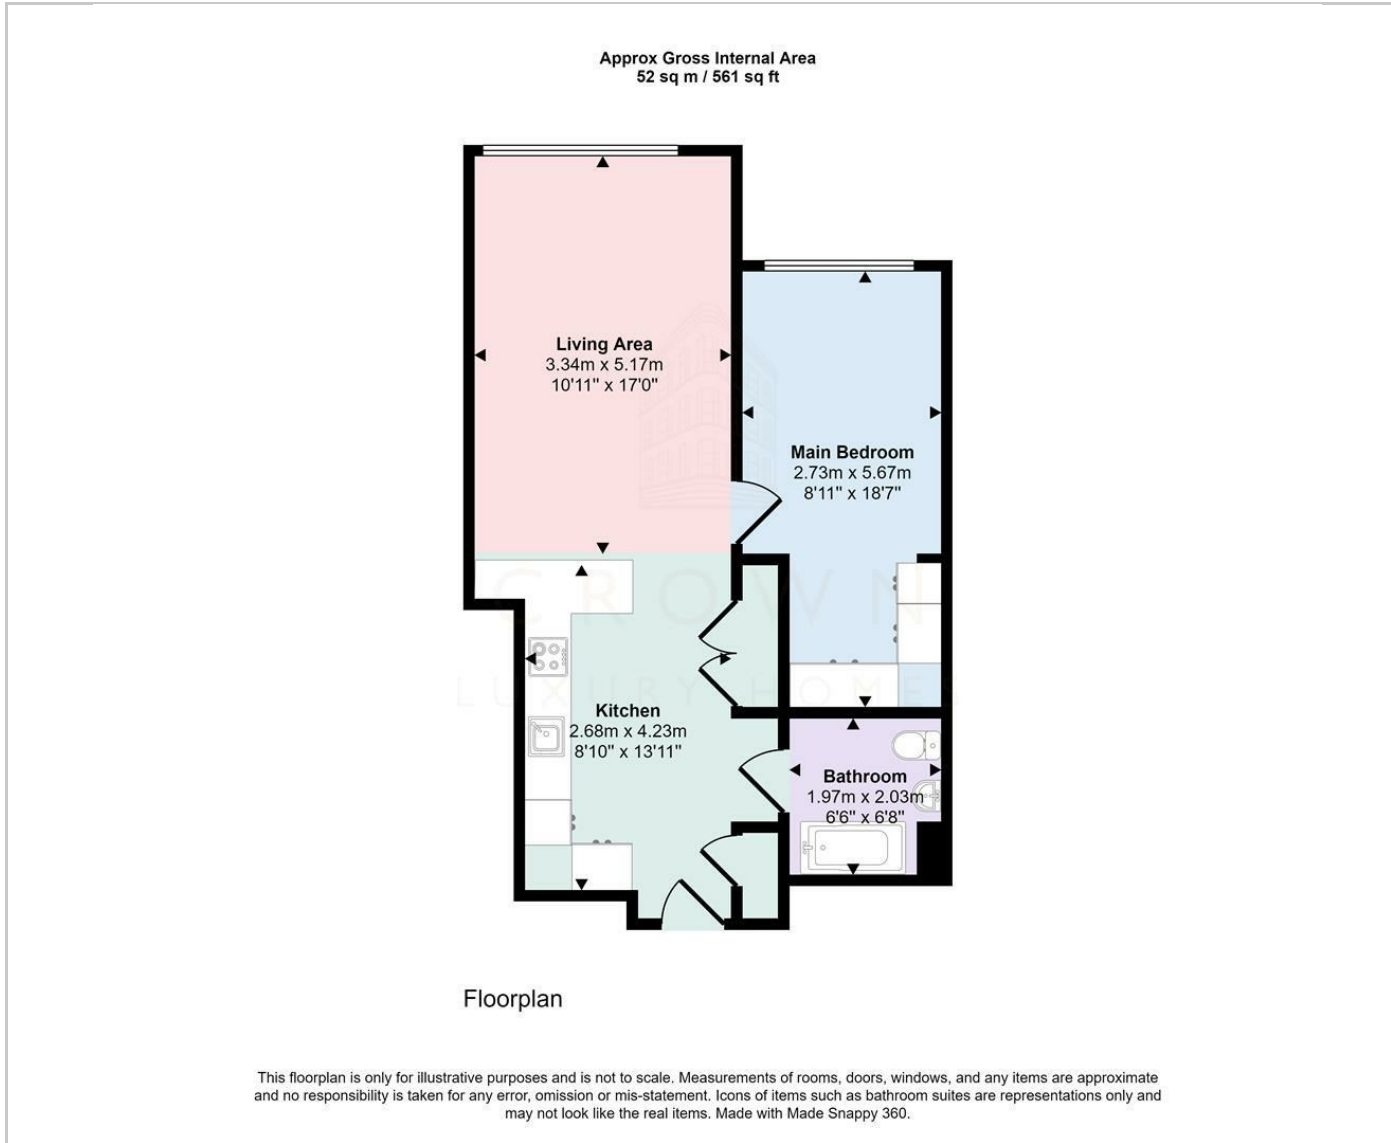 Approx Gross Internal Area
52 sq m / 561 sq ft
Living Area
3.34m x 5.17m
10'11" x 17'0"
Main Bedroom
2.73m x 5.67m
8'11" x 18'7"
CROWN
LUXURY HOMES
Kitchen
2.68m x 4.23m
8'10" x 13'11"
Bathroom
1.97m x 2.03m
6'6" x 6'8"
Floorplan
This floorplan is only for illustrative purposes and is not to scale. Measurements of rooms, doors, windows, and any items are approximate
and no responsibility is taken for any error, omission or mis-statement. Icons of items such as bathroom suites are representations only and
may not look like the real items. Made with Made Snappy 360.